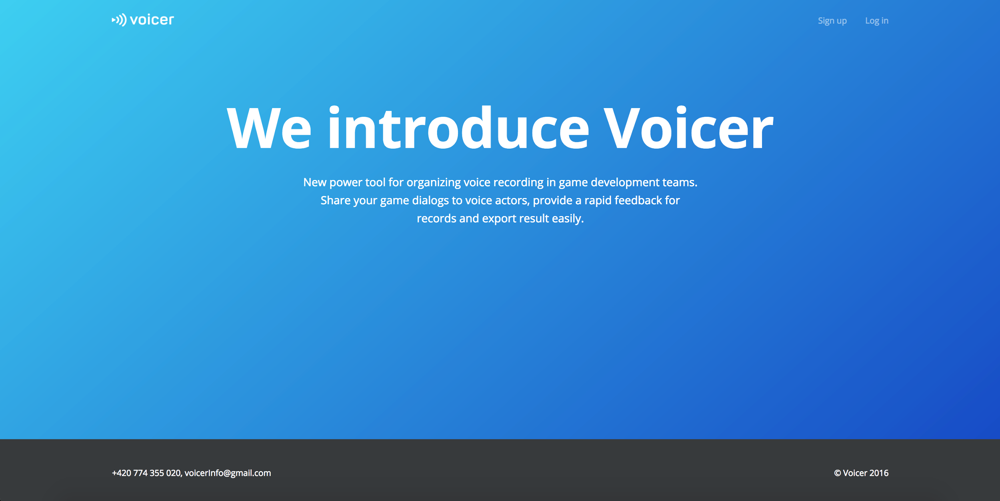 voicer
Sign up
Log in
We introduce Voicer
New power tool for organizing voice recording in game development teams.
Share your game dialogs to voice actors, provide a rapid feedback for
records and export result easily.
+420 774 355 020, voicerInfo@gmail.com
© Voicer 2016